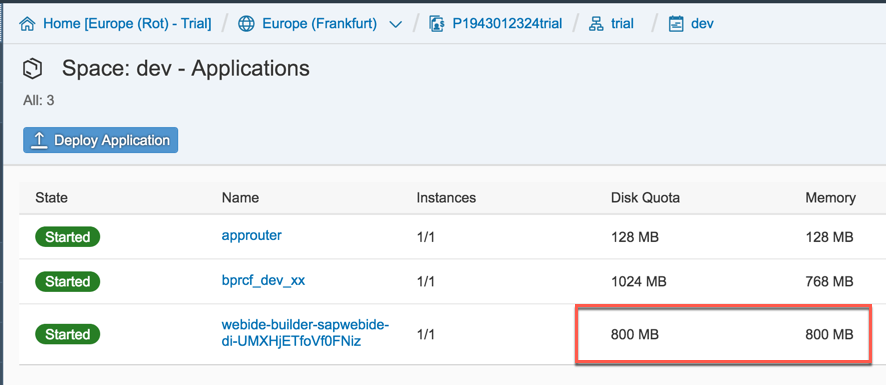 Home [Europe (Rot) - Trial] / Europe (Frankfurt) / P1943012324trial / trial / dev
Space: dev - Applications
All: 3
Deploy Application
State Name Instances Disk Quota Memory
Started approuter 1/1 128 MB 128 MB
Started bprcf_dev_xx 1/1 1024 MB 768 MB
Started webide-builder-sapwebide- 1/1 800 MB 800 MB
di-UMXHjETfoVf0FNiz